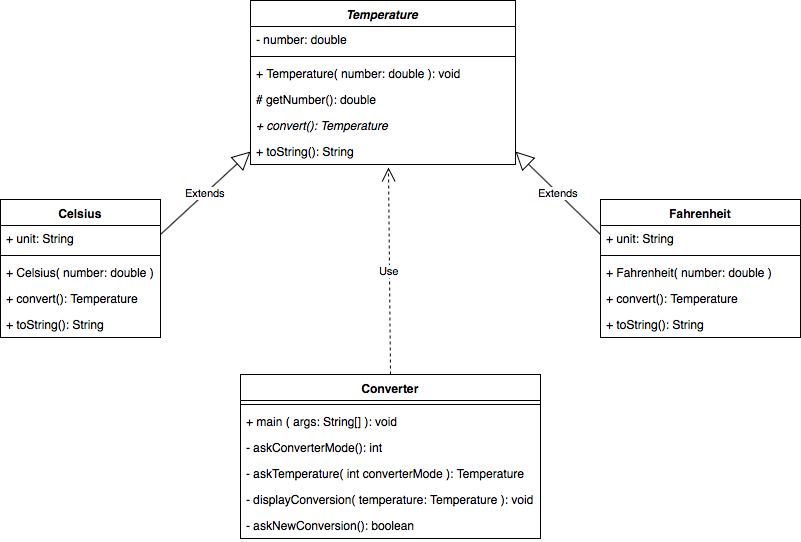 Temperature
- number: double
+ Temperature( number: double ): void
# getNumber(): double
+ convert(): Temperature
+ toString(): String
Extends
Extends
Celsius
+ unit: String
+ Celsius( number: double )
+ convert(): Temperature
+ toString(): String
Fahrenheit
+ unit: String
+ Fahrenheit( number: double )
+ convert(): Temperature
+ toString(): String
Use
Converter
+ main ( args: String[] ): void
- askConverterMode(): int
- askTemperature( int converterMode ): Temperature
- displayConversion( temperature: Temperature ): void
- askNewConversion(): boolean